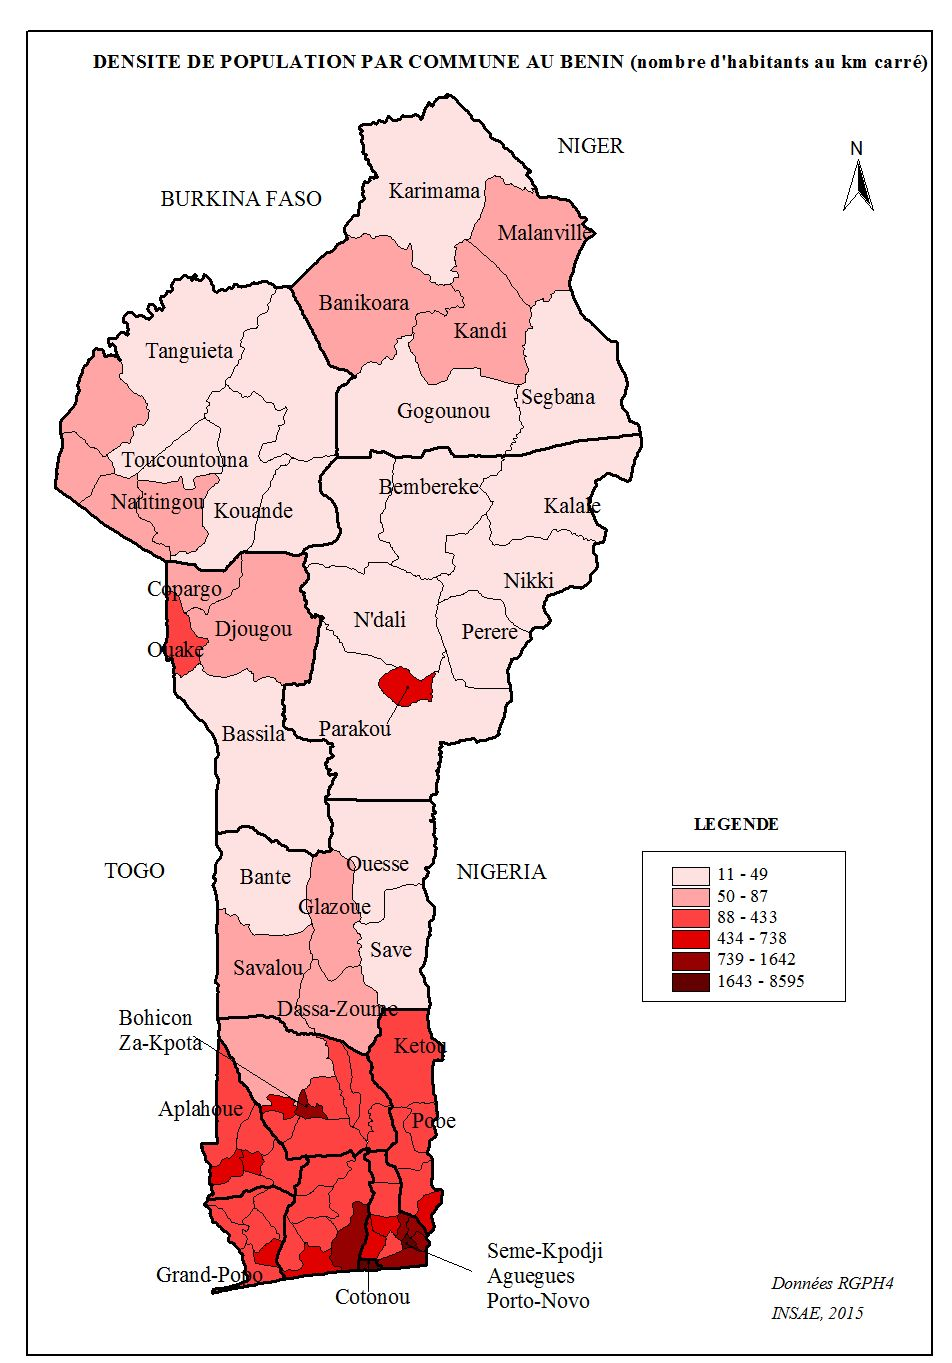 DENSITE DE POPULATION PAR COMMUNE AU BENIN (nombre d'habitants au km carré)
NIGER
N
BURKINA FASO
Karimama
Malanville
Banikoara
Kandi
Tanguieta
Segbana
Gogounou
Toucountouna
Bembereke
Natitingou
Kouande
Kalale
Copargo
Nikki
Djougou
N'dali
Perere
Ouake
Parakou
Bassila
LEGENDE
TOGO
NIGERIA
Ouesse
Bante
Glazoue
Save
Savalou
Dassa-Zoume
11 - 49
50 - 87
88 - 433
434 - 738
739 - 1642
1643 - 8595
Bohicon
Za-Kpota
Ketou
Aplahoue
Pobe
Grand-Popo
Cotonou
Seme-Kpodji
Aguegues
Porto-Novo
Données RGPH4
INSAE, 2015